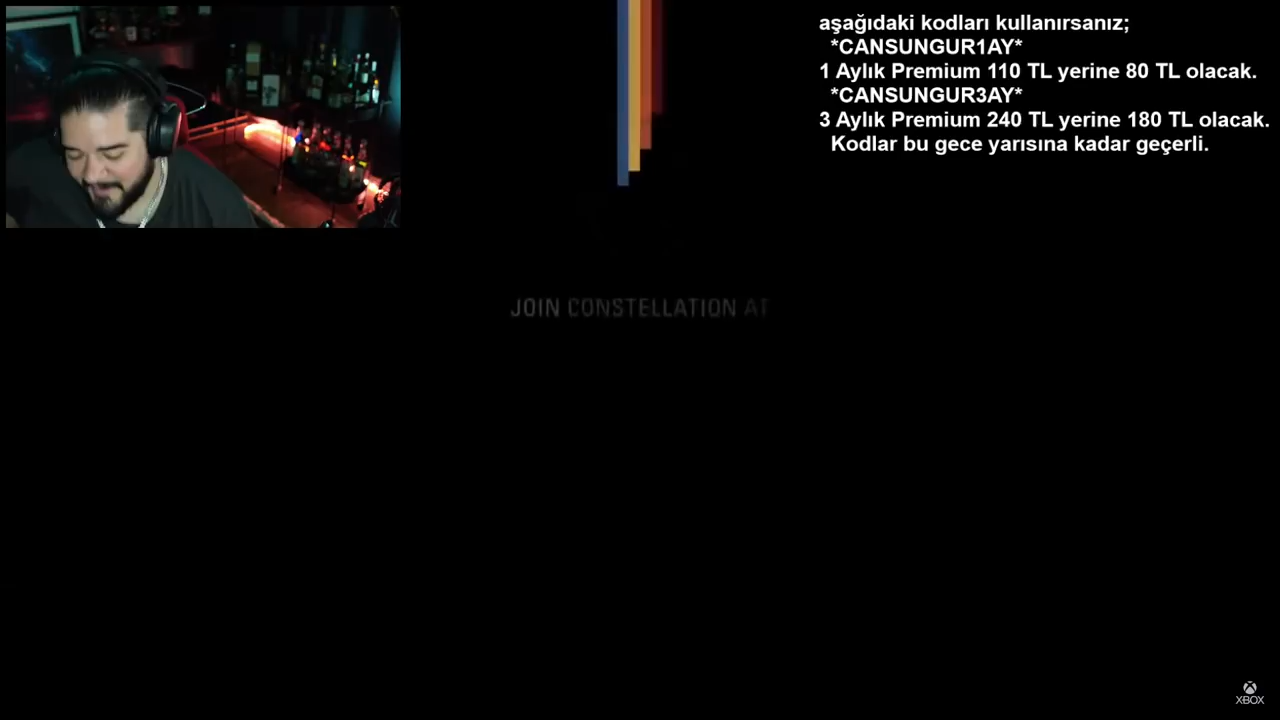 aşağıdaki kodları kullanırsanız;
*CANSUNGUR1AY*
1 Aylık Premium 110 TL yerine 80 TL olacak.
*CANSUNGUR3AY*
3 Aylık Premium 240 TL yerine 180 TL olacak.
Kodlar bu gece yarısına kadar geçerli.
JOIN CONSTELLATION AT
XBOX